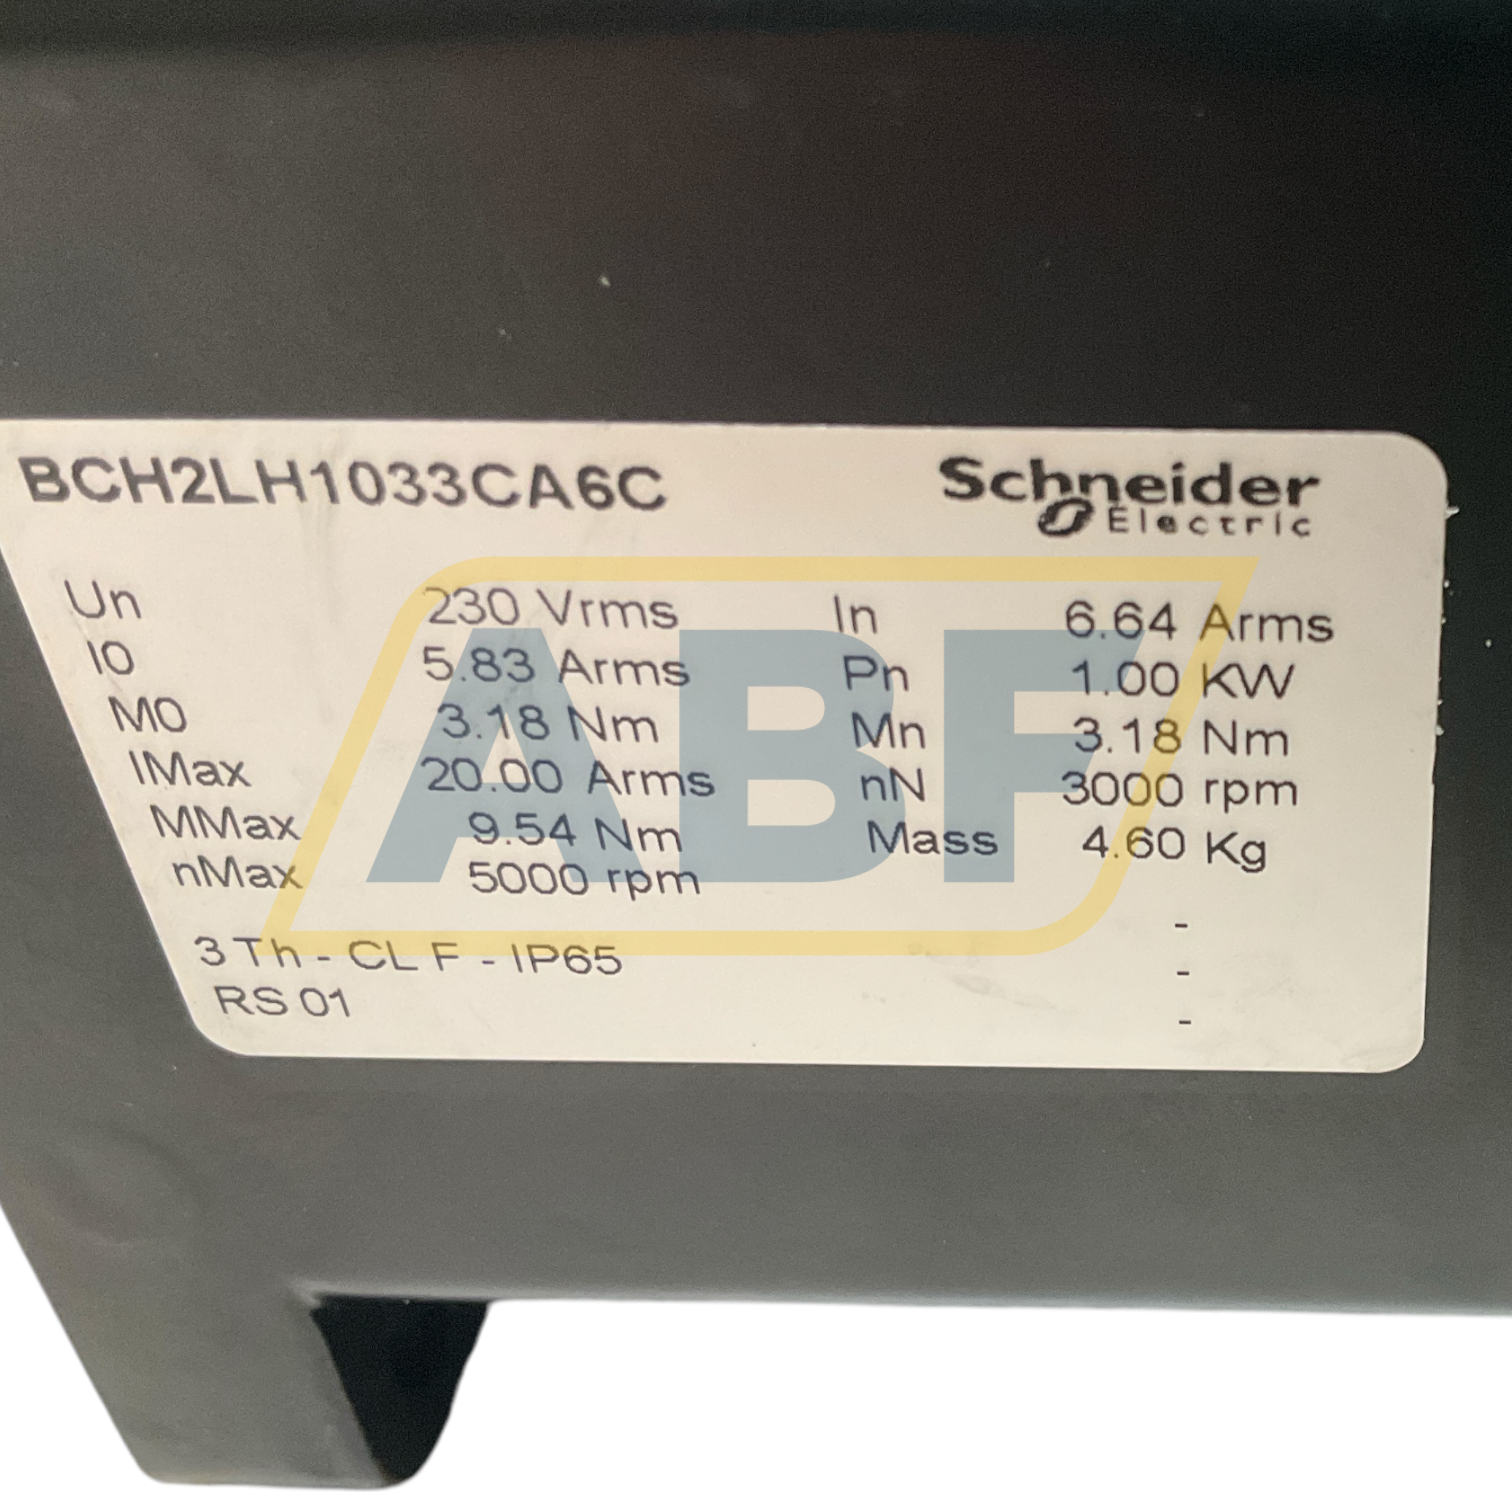 BCH2LH1033CA6C
Schneider
Electric
Un 230 Vrms In 6.64 Arms
I0 5.83 Arms Pn 1.00 KW
M0 3.18 Nm Mn 3.18 Nm
IMax 20.00 Arms nN 3000 rpm
MMax 9.54 Nm Mass 4.60 Kg
nMax 5000 rpm
-
3 Th - CL F - IP65 -
RS 01 -
ABF